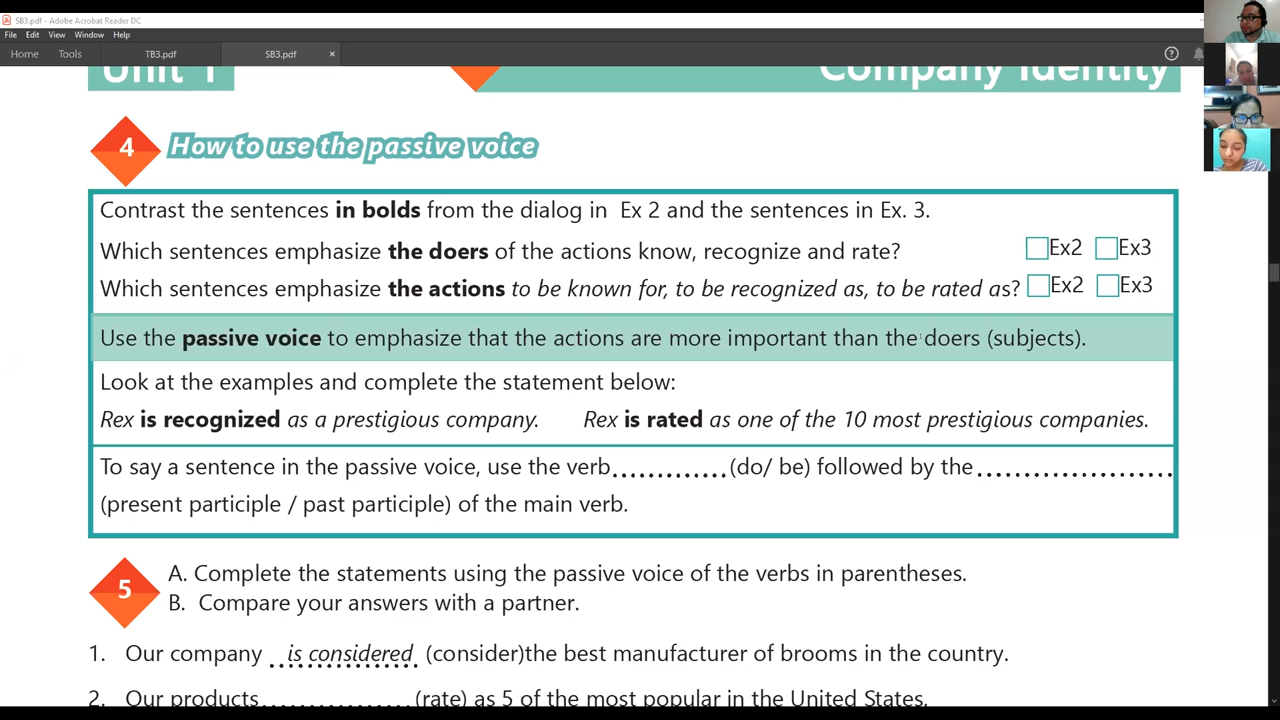 SB3.pdf - Adobe Acrobat Reader DC
File Edit View Window Help
Home Tools TB3.pdf SB3.pdf ×
Unit 1 Company Identity
4 How to use the passive voice
Contrast the sentences in bolds from the dialog in Ex 2 and the sentences in Ex. 3.
Which sentences emphasize the doers of the actions know, recognize and rate? Ex2 Ex3
Which sentences emphasize the actions to be known for, to be recognized as, to be rated as? Ex2 Ex3
Use the passive voice to emphasize that the actions are more important than the doers (subjects).
Look at the examples and complete the statement below:
Rex is recognized as a prestigious company. Rex is rated as one of the 10 most prestigious companies.
To say a sentence in the passive voice, use the verb............. (do/ be) followed by the ......................
(present participle / past participle) of the main verb.
5 A. Complete the statements using the passive voice of the verbs in parentheses.
B. Compare your answers with a partner.
1. Our company is considered (consider)the best manufacturer of brooms in the country.
2. Our products................. (rate) as 5 of the most popular in the United States.